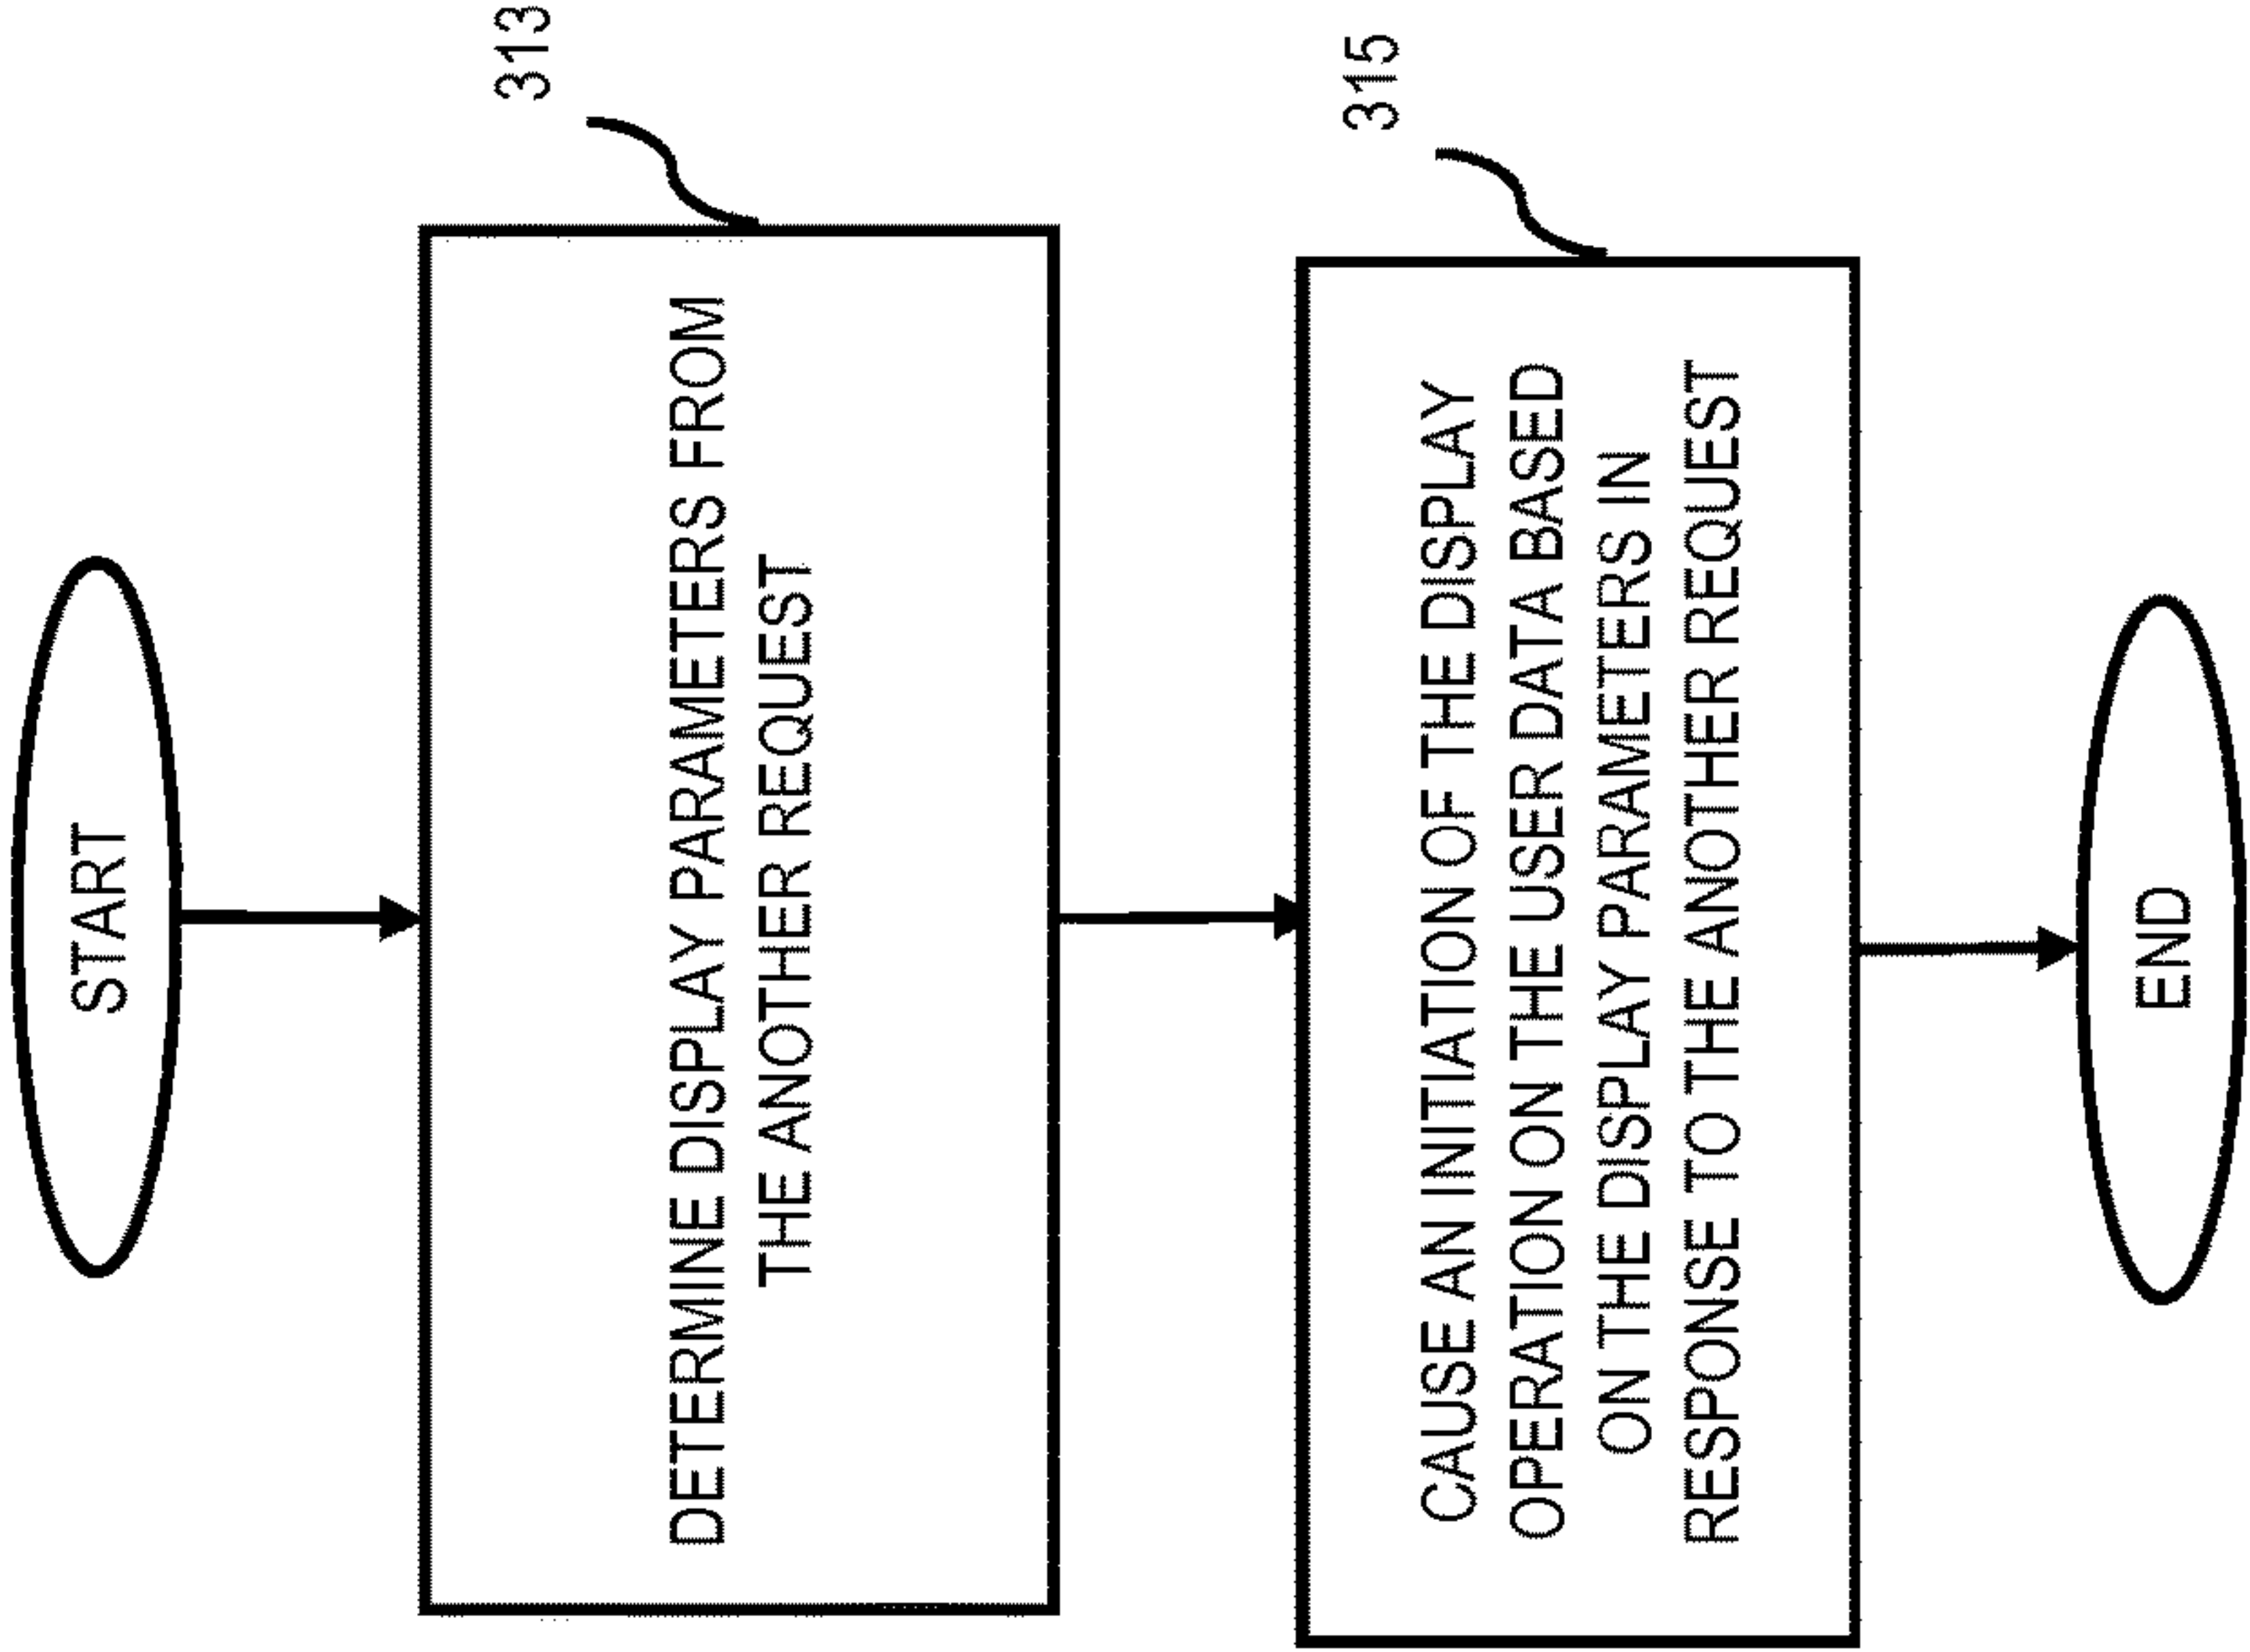 START
313
DETERMINE DISPLAY PARAMETERS FROM
THE ANOTHER REQUEST
315
CAUSE AN INITIATION OF THE DISPLAY
OPERATION ON THE USER DATA BASED
ON THE DISPLAY PARAMETERS IN
RESPONSE TO THE ANOTHER REQUEST
END